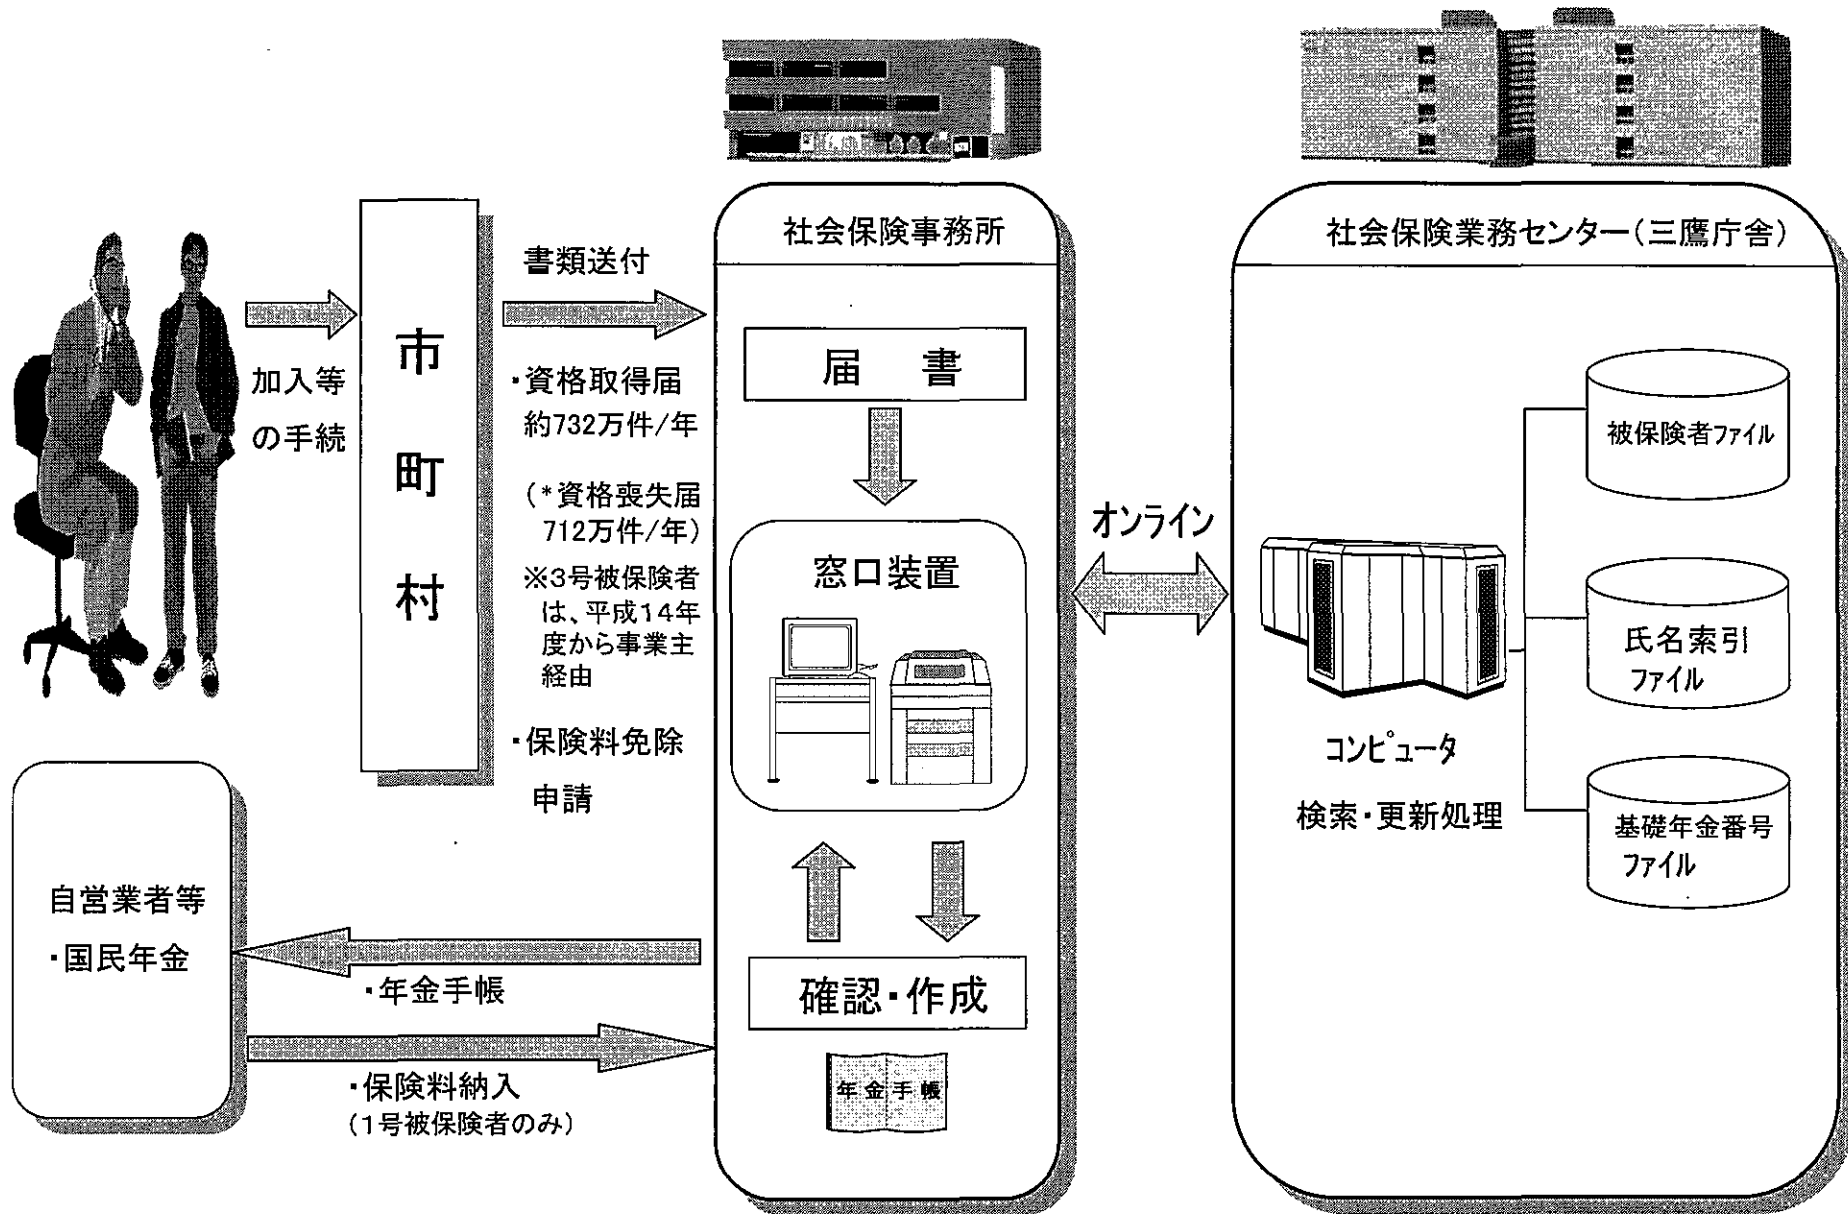 社会保険事務所
社会保険業務センター(三鷹庁舎)
加入等
の手続
市町村
書類送付
・資格取得届
約732万件/年
(*資格喪失届
712万件/年)
※3号被保険者
は、平成14年
度から事業主
経由
・保険料免除
申請
届 書
窓口装置
確認・作成
年金手帳
オンライン
コンピュータ
検索・更新処理
被保険者ファイル
氏名索引
ファイル
基礎年金番号
ファイル
自営業者等
・国民年金
・年金手帳
・保険料納入
(1号被保険者のみ)